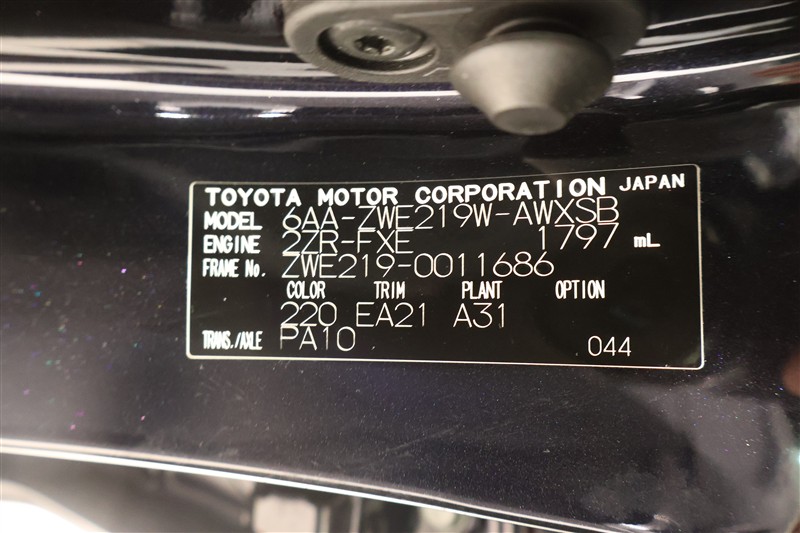 TOYOTA MOTOR CORPORATION JAPAN
MODEL 6AA-ZWE219W-AWXSB
ENGINE 2ZR-FXE 1797 mL
FRAME No. ZWE219-0011686
COLOR TRIM PLANT OPTION
220 EA21 A31
TRANS./AXLE PA10 044